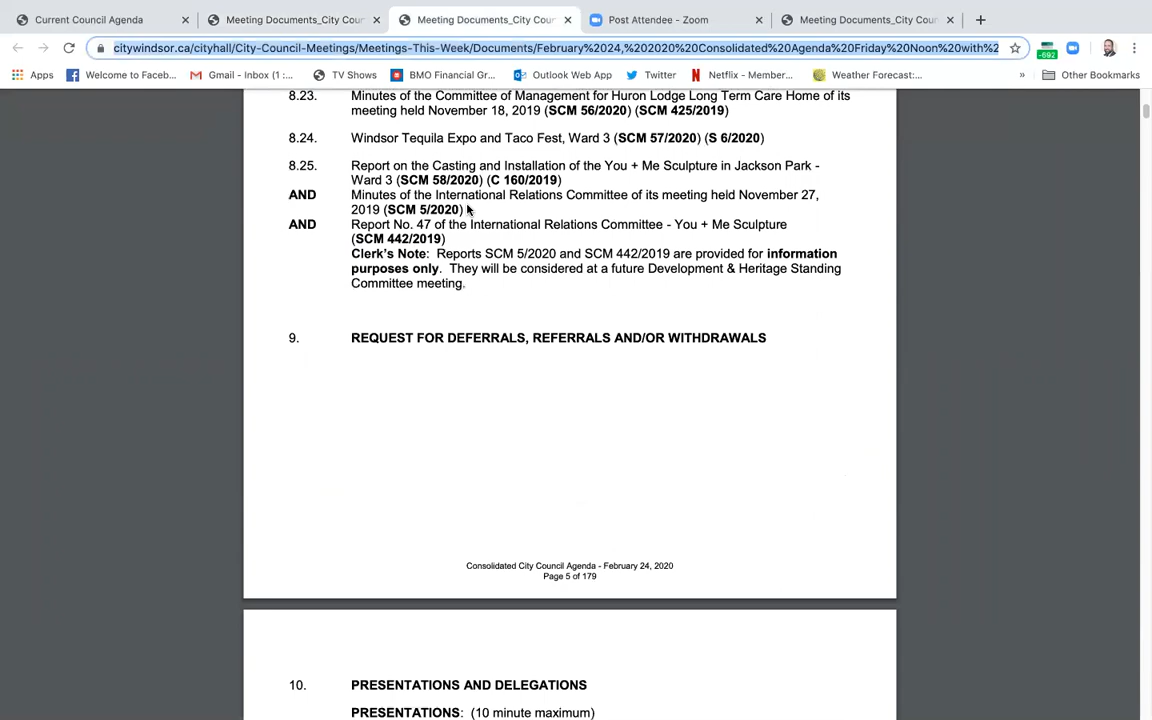 Current Council Agenda
Meeting Documents_City Cour
Meeting Documents_City Cour
Post Attendee - Zoom
Meeting Documents_City Cour
citywindsor.ca/cityhall/City-Council-Meetings/Meetings-This-Week/Documents/February%2024,%202020%20Consolidated%20Agenda%20Friday%20Noon%20with%2
-692
Apps
Welcome to Faceb...
Gmail - Inbox (1 :...
TV Shows
BMO Financial Gr...
Outlook Web App
Twitter
Netflix - Member...
Weather Forecast:...
»
Other Bookmarks
8.23. Minutes of the Committee of Management for Huron Lodge Long Term Care Home of its
meeting held November 18, 2019 (SCM 56/2020) (SCM 425/2019)
8.24. Windsor Tequila Expo and Taco Fest, Ward 3 (SCM 57/2020) (S 6/2020)
8.25. Report on the Casting and Installation of the You + Me Sculpture in Jackson Park -
Ward 3 (SCM 58/2020) (C 160/2019)
AND Minutes of the International Relations Committee of its meeting held November 27,
2019 (SCM 5/2020)
AND Report No. 47 of the International Relations Committee - You + Me Sculpture
(SCM 442/2019)
Clerk's Note: Reports SCM 5/2020 and SCM 442/2019 are provided for information
purposes only. They will be considered at a future Development & Heritage Standing
Committee meeting.
9. REQUEST FOR DEFERRALS, REFERRALS AND/OR WITHDRAWALS
Consolidated City Council Agenda - February 24, 2020
Page 5 of 179
10. PRESENTATIONS AND DELEGATIONS
PRESENTATIONS: (10 minute maximum)